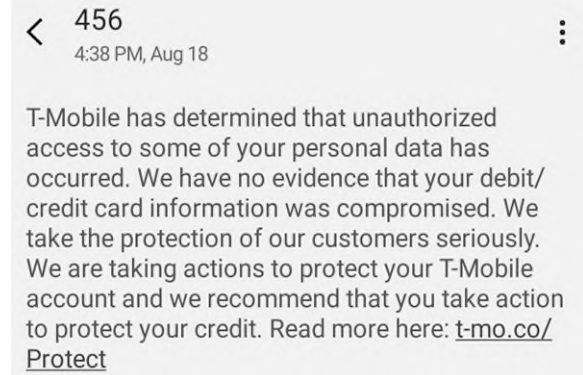 456
4:38 PM, Aug 18
T-Mobile has determined that unauthorized
access to some of your personal data has
occurred. We have no evidence that your debit/
credit card information was compromised. We
take the protection of our customers seriously.
We are taking actions to protect your T-Mobile
account and we recommend that you take action
to protect your credit. Read more here: t-mo.co/
Protect